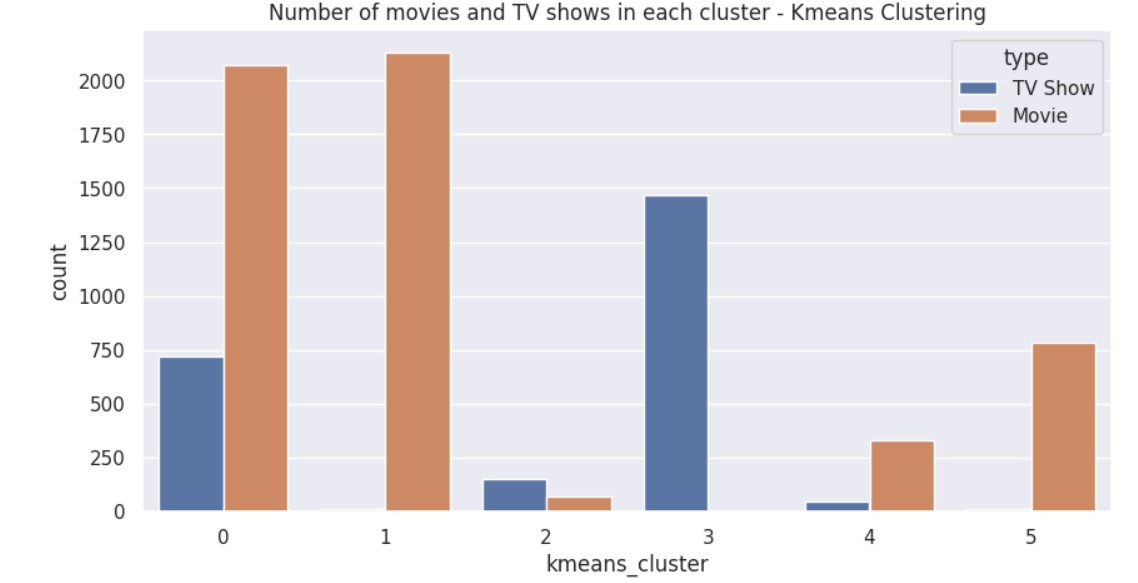 Number of movies and TV shows in each cluster - Kmeans Clustering
type
TV Show
Movie
count
2000
1750
1500
1250
1000
750
500
250
0
0 1 2 3 4 5
kmeans_cluster